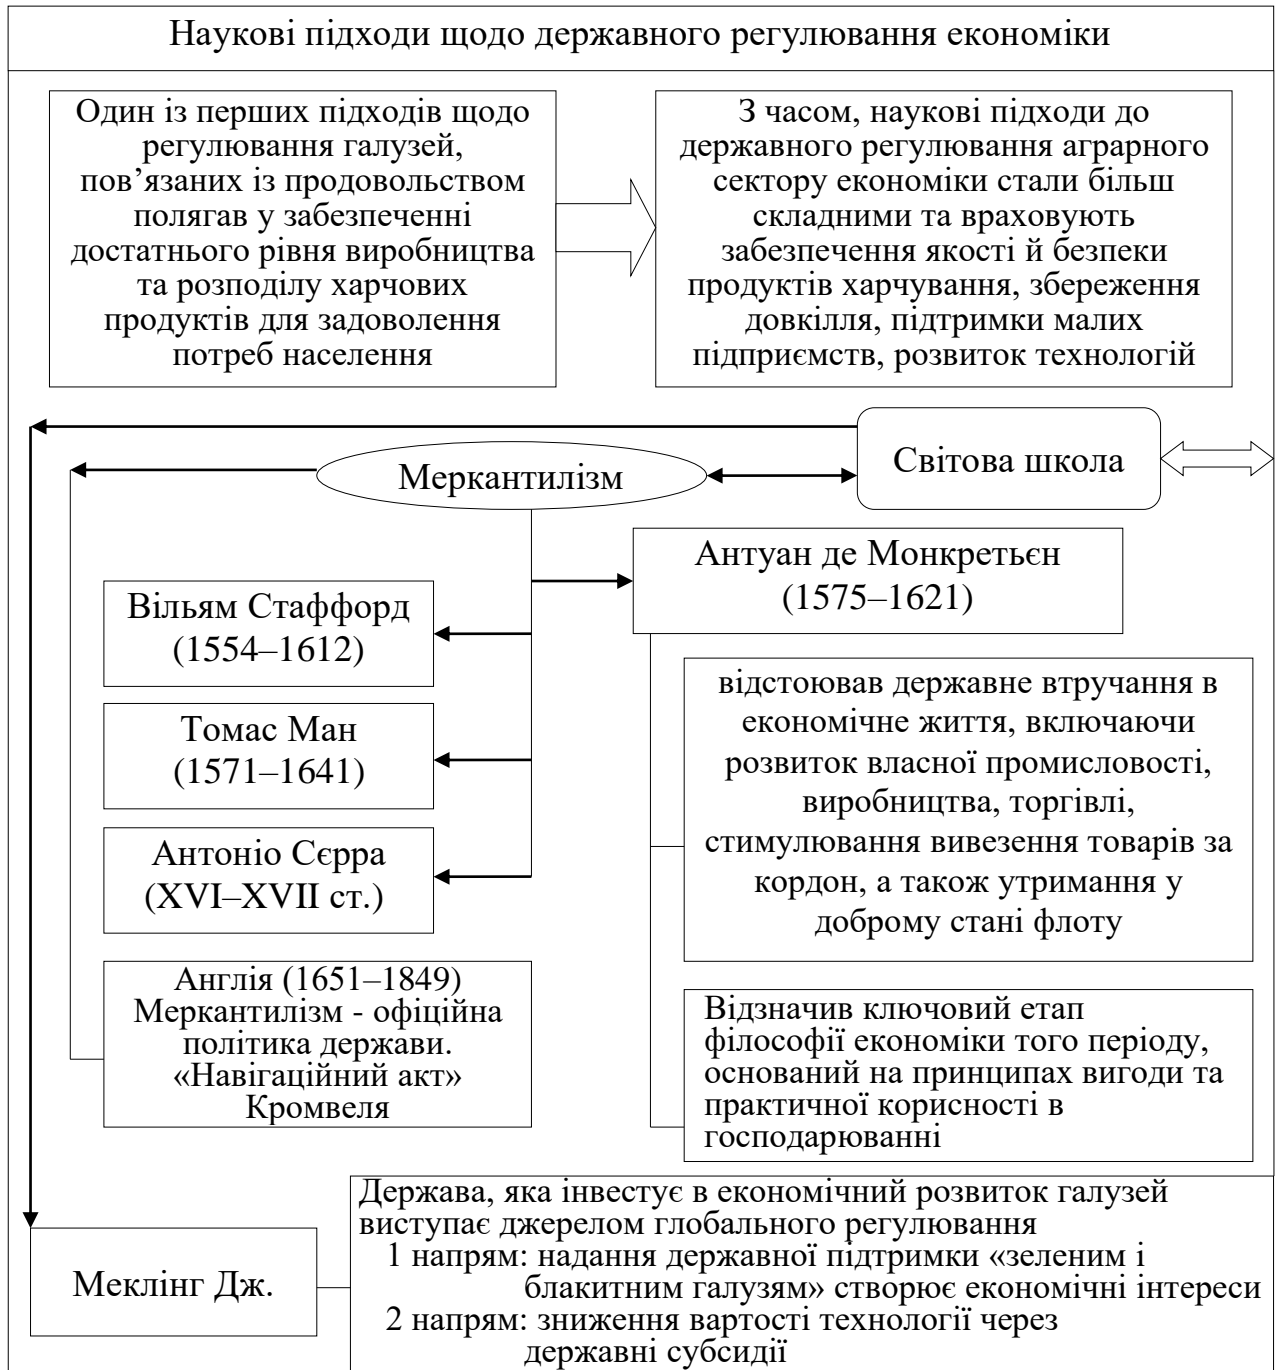 Наукові підходи щодо державного регулювання економіки
Один із перших підходів щодо
регулювання галузей,
пов’язаних із продовольством
полягав у забезпеченні
достатнього рівня виробництва
та розподілу харчових
продуктів для задоволення
потреб населення
З часом, наукові підходи до
державного регулювання аграрного
сектору економіки стали більш
складними та враховують
забезпечення якості й безпеки
продуктів харчування, збереження
довкілля, підтримки малих
підприємств, розвиток технологій
Світова школа
Меркантилізм
Антуан де Монкретьєн
(1575–1621)
Вільям Стаффорд
(1554–1612)
Томас Ман
(1571–1641)
Антоніо Сєрра
(XVI–XVII ст.)
Англія (1651–1849)
Меркантилізм - офіційна
політика держави.
«Навігаційний акт»
Кромвеля
відстоював державне втручання в
економічне життя, включаючи
розвиток власної промисловості,
виробництва, торгівлі,
стимулювання вивезення товарів за
кордон, а також утримання у
доброму стані флоту
Відзначив ключовий етап
філософії економіки того періоду,
оснований на принципах вигоди та
практичної корисності в
господарюванні
Меклінг Дж.
Держава, яка інвестує в економічний розвиток галузей
виступає джерелом глобального регулювання
1 напрям: надання державної підтримки «зеленим і
блакитним галузям» створює економічні інтереси
2 напрям: зниження вартості технології через
державні субсидії